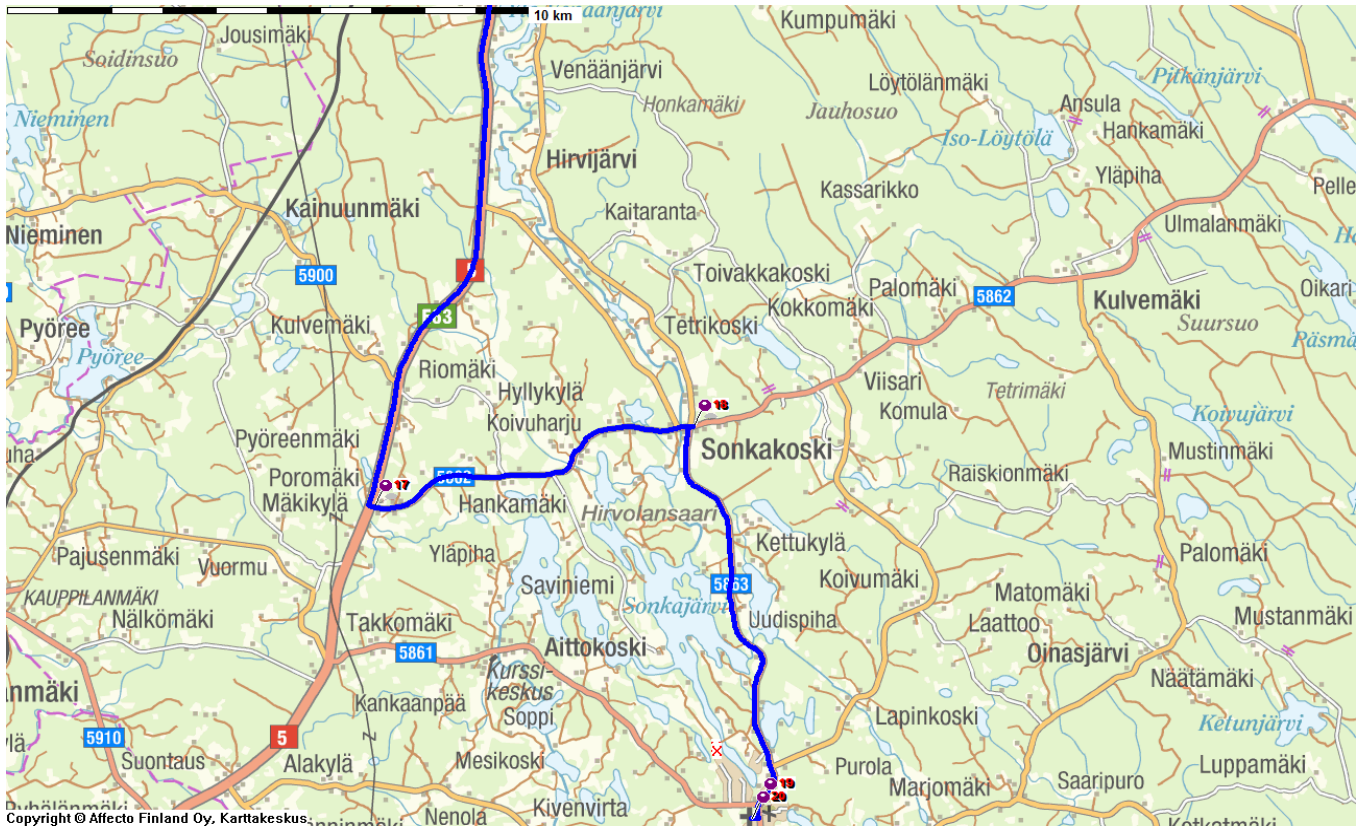 10 km
Kumpumäki
Jousimäki
Soidinsuo
Venäänjärvi
Löytölänmäki
Pitkänjärvi
Honkamäki
Jauhosuo
Ansula
Nieminen
Hankamäki
Iso-Löytölä
Hirvijärvi
Yläpiha
Kassarikko
Kainuunmäki
Kaitaranta
Ulmalanmäki
Nieminen
5900
Toivakkakoski
Palomäki
5862
Oikari
Kulvemäki
Kokkomäki
Pyöree
Kulvemäki
Tetrikoski
Suursuo
Pyöree
Riomäki
Viisari
Tetrimäki
Hyllykylä
Komula
18
Koivujärvi
Koivuharju
Pyöreenmäki
Sonkakoski
Mustinmäki
Poromäki
5862
Raiskionmäki
17
Mäkikylä
Hankamäki
Hirvolansaari
Pajusenmäki
Yläpiha
Kettukylä
Palomäki
Vuormu
Saviniemi
5863
Koivumäki
Matomäki
KAUPPILANMÄKI
Sonkajärvi
Nälkömäki
Takkomäki
Uudispiha
Laattoo
Mustanmäki
5861
Aittokoski
Oinasjärvi
Kurssi-
keskus
Näätämäki
Kankaanpää
Soppi
Lapinkoski
Ketunjärvi
5910
5
Suontaus
Alakylä
Mesikoski
Purola
Luppamäki
19
Marjomäki
Saaripuro
20
Kivenvirta
Nenola
Copyright © Affecto Finland Oy, Karttakeskus